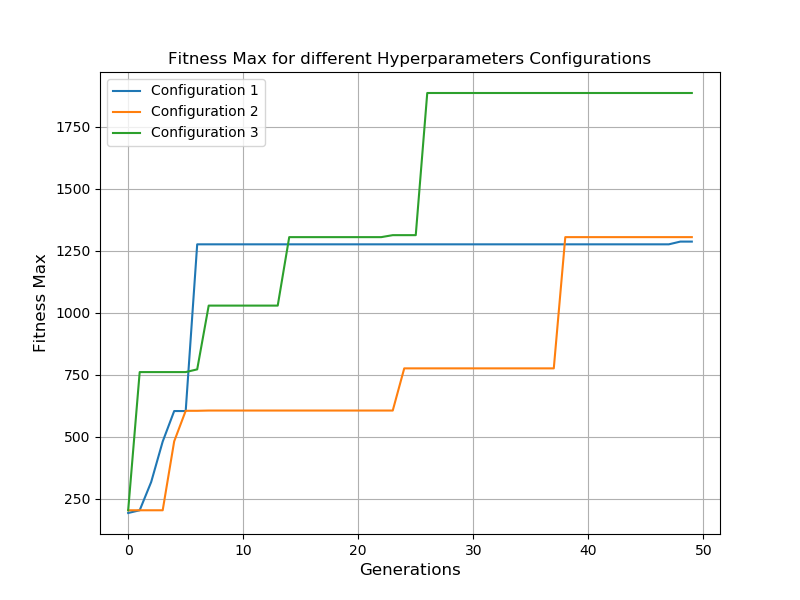 Fitness Max for different Hyperparameters Configurations
Configuration 1
Configuration 2
Configuration 3
1750
1500
1250
1000
750
500
250
Fitness Max
0 10 20 30 40 50
Generations